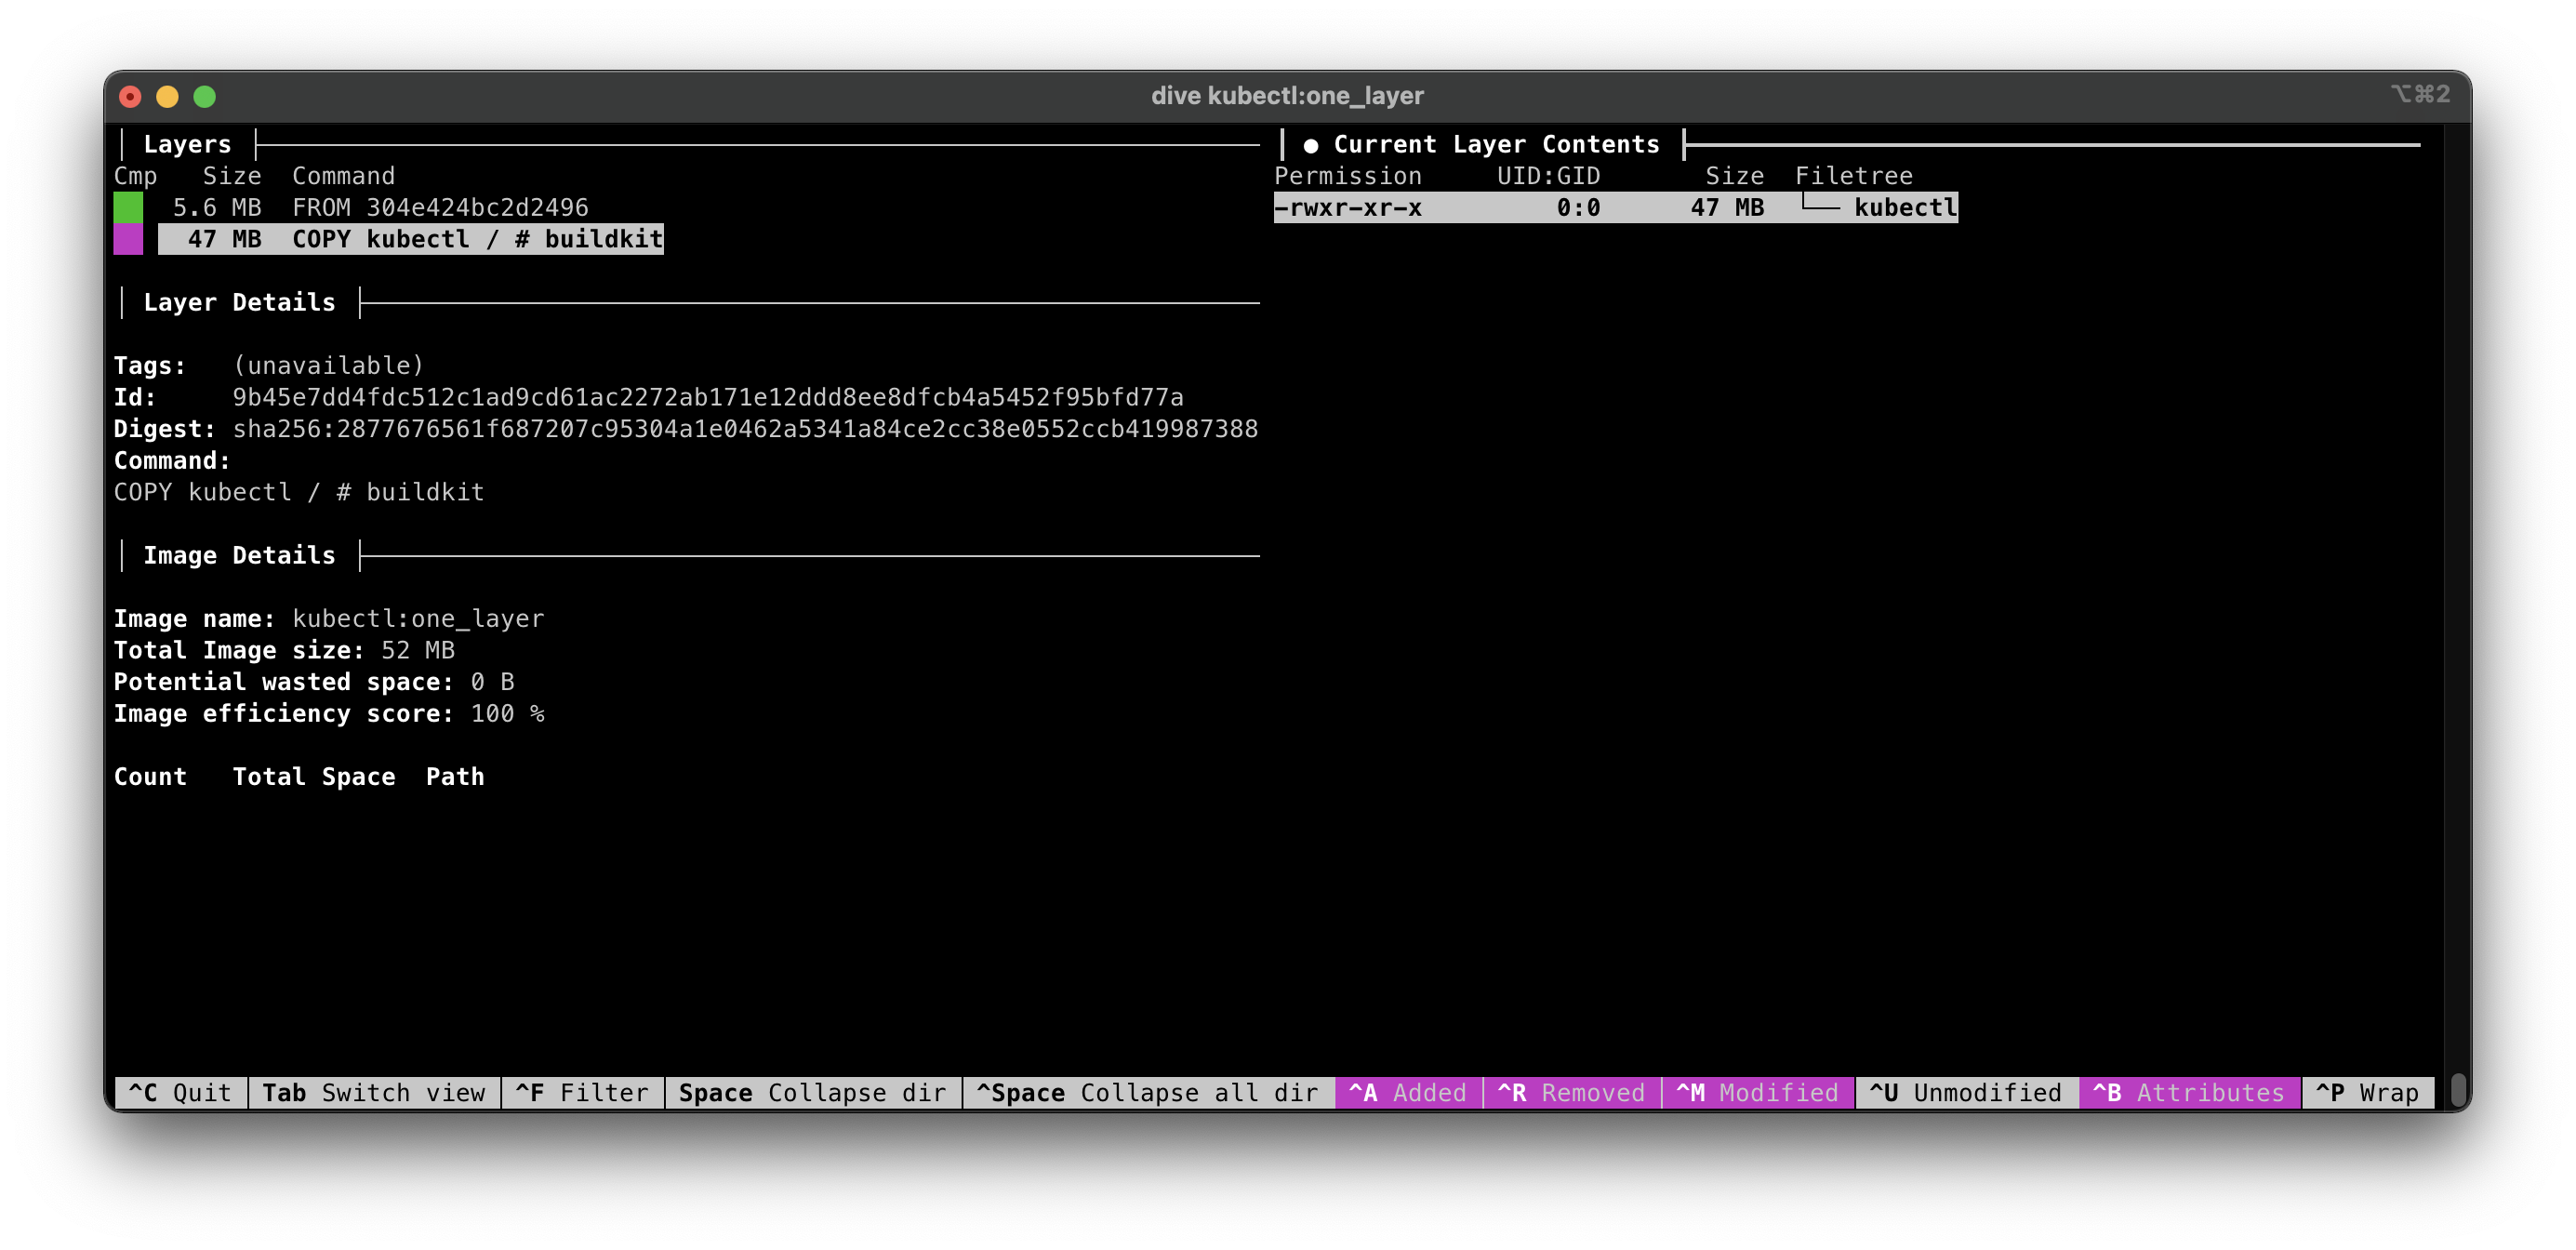 dive kubectl:one_layer
⌥⌘2
Layers
Cmp Size Command
5.6 MB FROM 304e424bc2d2496
47 MB COPY kubectl / # buildkit
Layer Details
Tags: (unavailable)
Id: 9b45e7dd4fdc512c1ad9cd61ac2272ab171e12ddd8ee8dfcb4a5452f95bfd77a
Digest: sha256:2877676561f687207c95304a1e0462a5341a84ce2cc38e0552ccb419987388
Command:
COPY kubectl / # buildkit
Image Details
Image name: kubectl:one_layer
Total Image size: 52 MB
Potential wasted space: 0 B
Image efficiency score: 100 %
Count Total Space Path
● Current Layer Contents
Permission UID:GID Size Filetree
-rwxr-xr-x 0:0 47 MB └── kubectl
^C Quit Tab Switch view ^F Filter Space Collapse dir ^Space Collapse all dir ^A Added ^R Removed ^M Modified ^U Unmodified ^B Attributes ^P Wrap